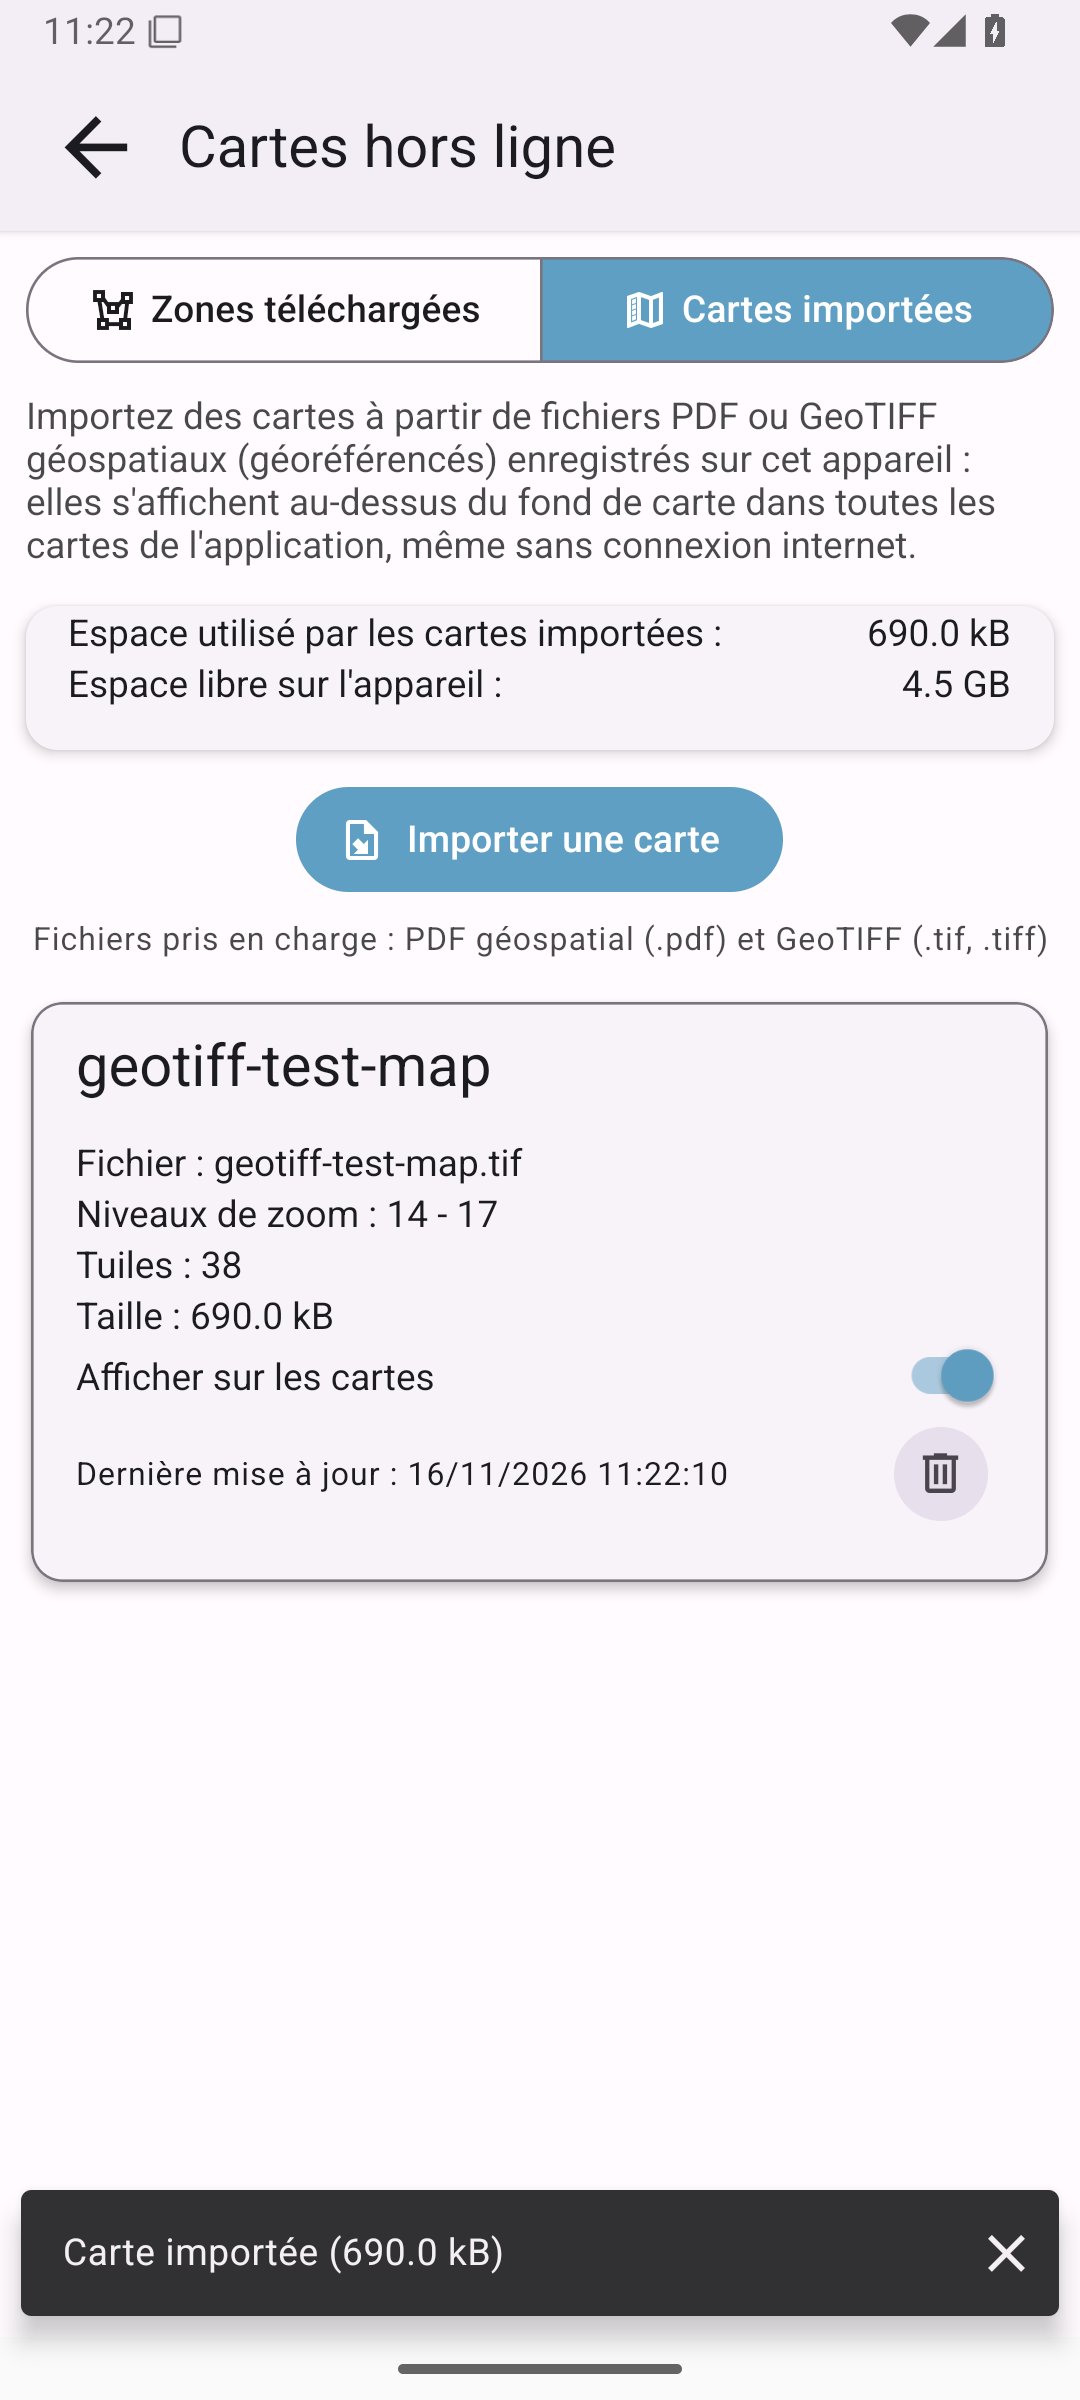 11:22
Cartes hors ligne
Zones téléchargées
Cartes importées
Importez des cartes à partir de fichiers PDF ou GeoTIFF
géospatiaux (géoréférencés) enregistrés sur cet appareil :
elles s'affichent au-dessus du fond de carte dans toutes les
cartes de l'application, même sans connexion internet.
Espace utilisé par les cartes importées : 690.0 kB
Espace libre sur l'appareil : 4.5 GB
Importer une carte
Fichiers pris en charge : PDF géospatial (.pdf) et GeoTIFF (.tif, .tiff)
geotiff-test-map
Fichier : geotiff-test-map.tif
Niveaux de zoom : 14 - 17
Tuiles : 38
Taille : 690.0 kB
Afficher sur les cartes
Dernière mise à jour : 16/11/2026 11:22:10
Carte importée (690.0 kB)